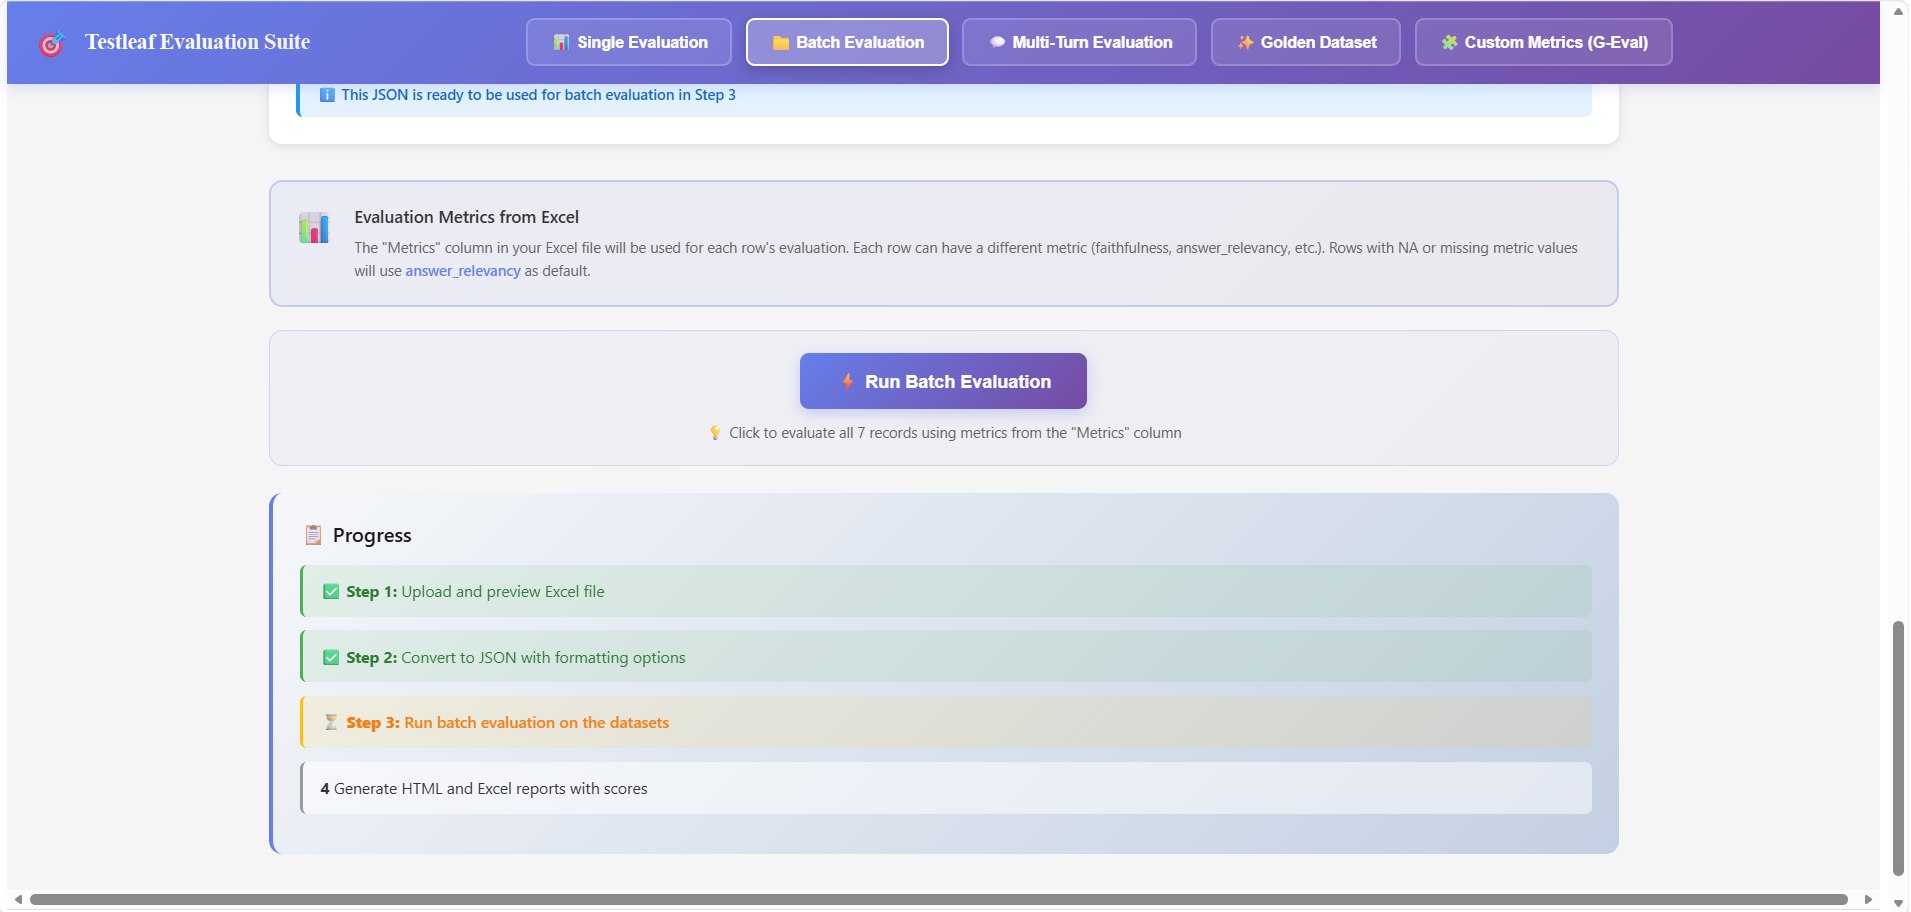 Testleaf Evaluation Suite
Single Evaluation
Batch Evaluation
Multi-Turn Evaluation
Golden Dataset
Custom Metrics (G-Eval)
This JSON is ready to be used for batch evaluation in Step 3
Evaluation Metrics from Excel
The "Metrics" column in your Excel file will be used for each row's evaluation. Each row can have a different metric (faithfulness, answer_relevancy, etc.). Rows with NA or missing metric values
will use answer_relevancy as default.
Run Batch Evaluation
Click to evaluate all 7 records using metrics from the "Metrics" column
Progress
Step 1: Upload and preview Excel file
Step 2: Convert to JSON with formatting options
Step 3: Run batch evaluation on the datasets
4 Generate HTML and Excel reports with scores